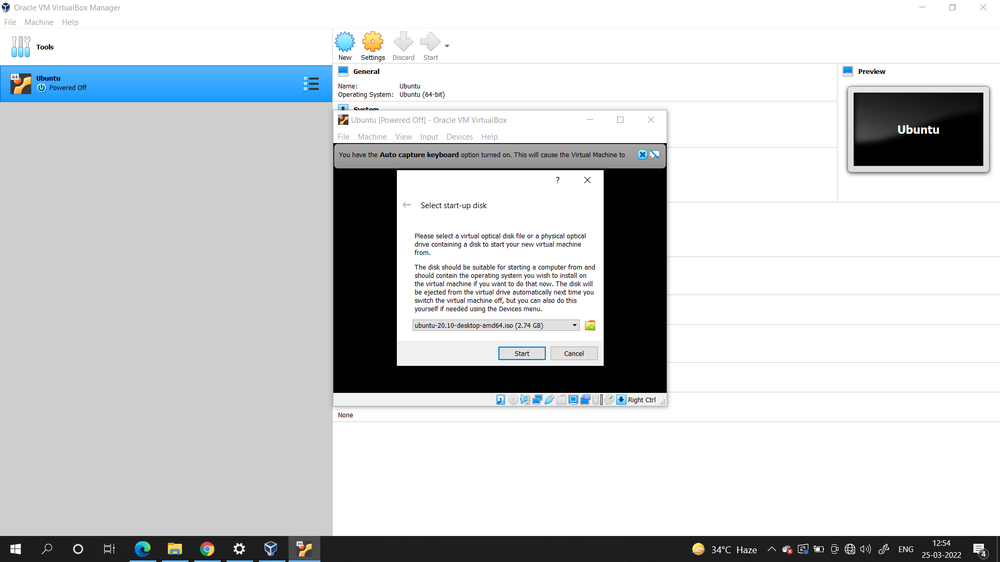 Oracle VM VirtualBox Manager
File Machine Help
Tools
New Settings Discard Start
64
Ubuntu
Powered Off
General
Name: Ubuntu
Operating System: Ubuntu (64-bit)
System
Preview
Ubuntu
Ubuntu [Powered Off] - Oracle VM VirtualBox
File Machine View Input Devices Help
You have the Auto capture keyboard option turned on. This will cause the Virtual Machine to
?
Select start-up disk
Please select a virtual optical disk file or a physical optical
drive containing a disk to start your new virtual machine
from.
The disk should be suitable for starting a computer from and
should contain the operating system you wish to install on
the virtual machine if you want to do that now. The disk will
be ejected from the virtual drive automatically next time you
switch the virtual machine off, but you can also do this
yourself if needed using the Devices menu.
ubuntu-20.10-desktop-amd64.iso (2.74 GB)
Start Cancel
Right Ctrl
None
64
34°C Haze
ENG
12:54
25-03-2022
4